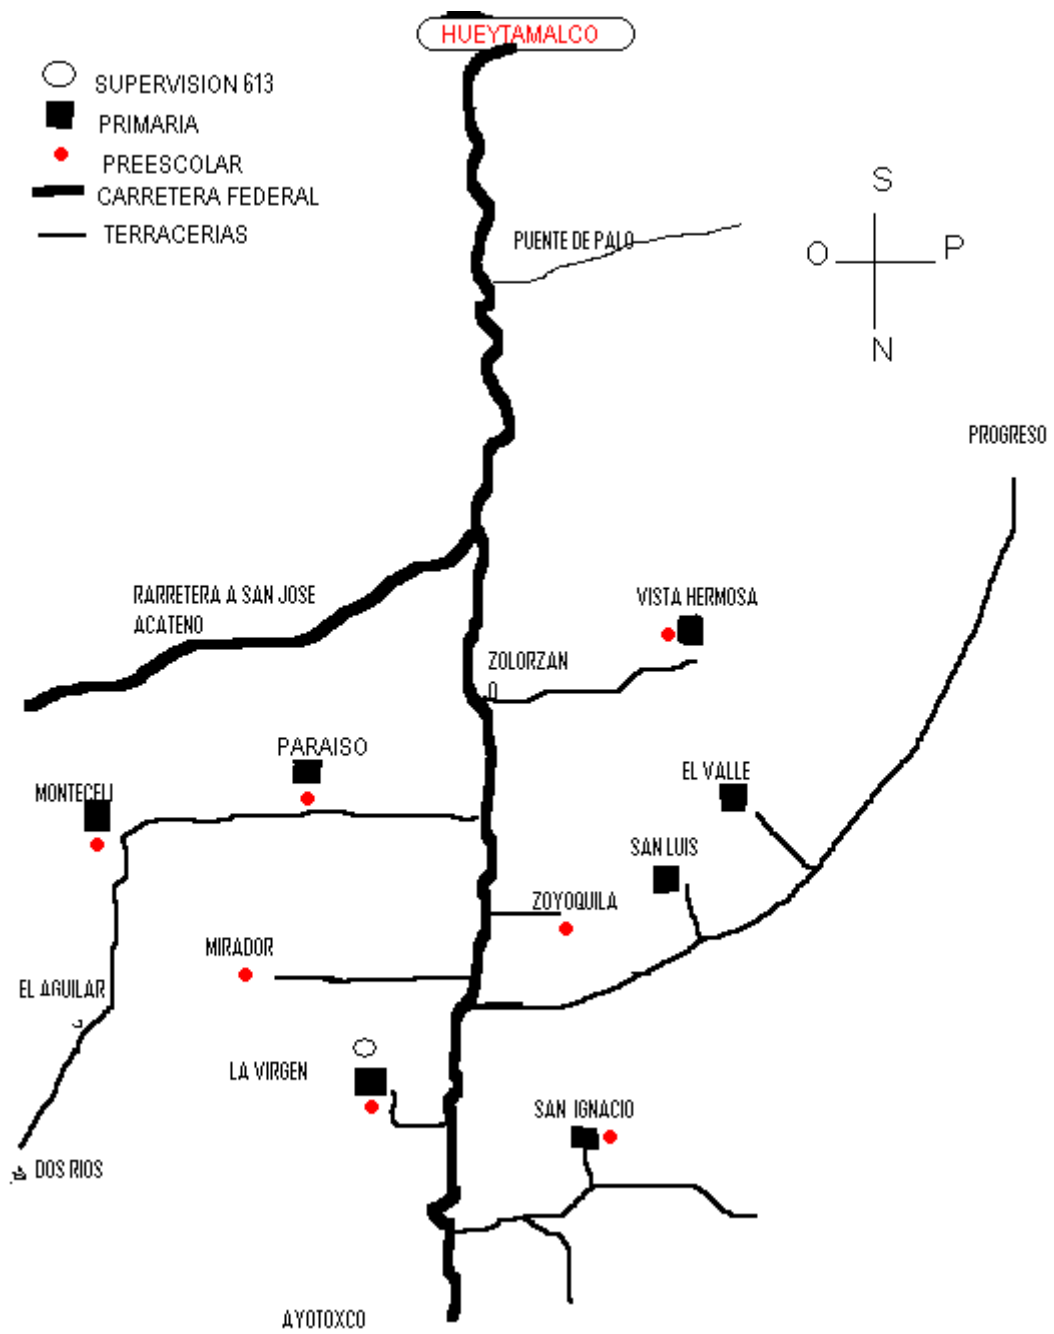 HUEYTAMALCO
SUPERVISION 613
PRIMARIA
PREESCOLAR
CARRETERA FEDERAL
TERRACERIAS
S
O
P
N
PUENTE DE PALO
PROGRESO
RARRETERA A SAN JOSE
ACATENO
VISTA HERMOSA
ZOLORZAN
O
PARAISO
MONTECELI
EL VALLE
SAN LUIS
ZOYOQUILA
MIRADOR
EL AGUILAR
LA VIRGEN
SAN IGNACIO
DOS RIOS
AYOTOXCO